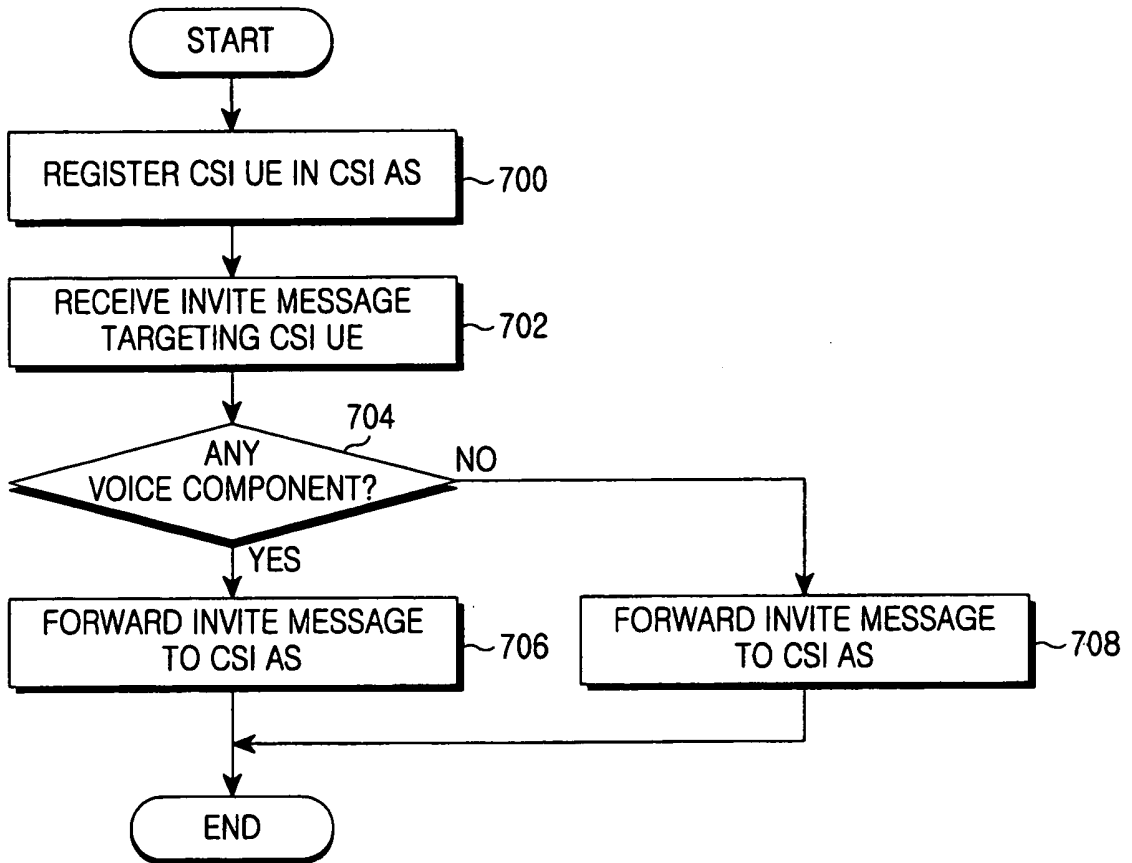 START
REGISTER CSI UE IN CSI AS
700
RECEIVE INVITE MESSAGE
TARGETING CSI UE
702
704
ANY
VOICE COMPONENT?
NO
YES
FORWARD INVITE MESSAGE
TO CSI AS
706
FORWARD INVITE MESSAGE
TO CSI AS
708
END